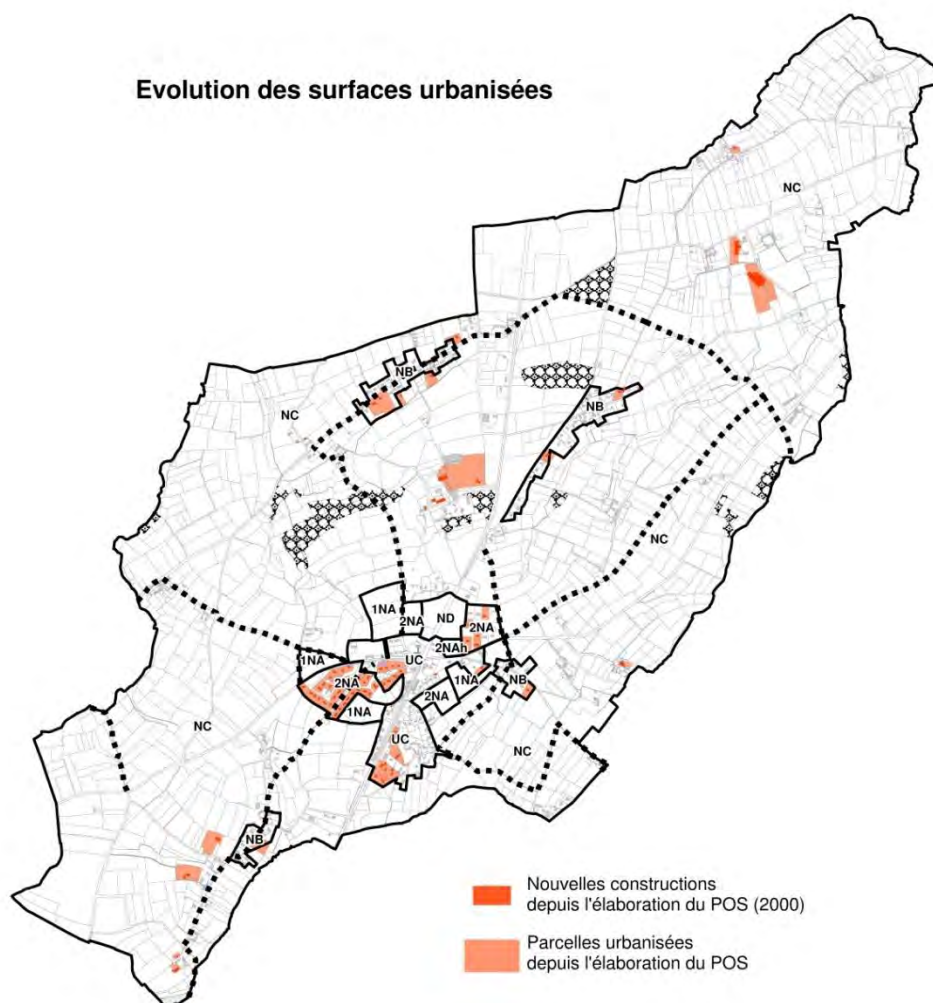 Evolution des surfaces urbanisées
NC
NB
NC
NB
NC
1NA
2NA
ND
2NA
2NAh
UC
1NA
2NA
1NA
NB
2NA
1NA
NC
UC
NC
NB
Nouvelles constructions
depuis l'élaboration du POS (2000)
Parcelles urbanisées
depuis l'élaboration du POS